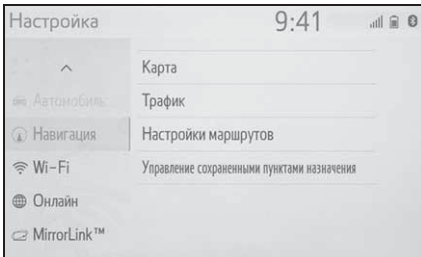 Настройка 9:41
Автомобиль
Навигация
Wi-Fi
Онлайн
MirrorLink™
Карта
Трафик
Настройки маршрутов
Управление сохраненными пунктами назначения